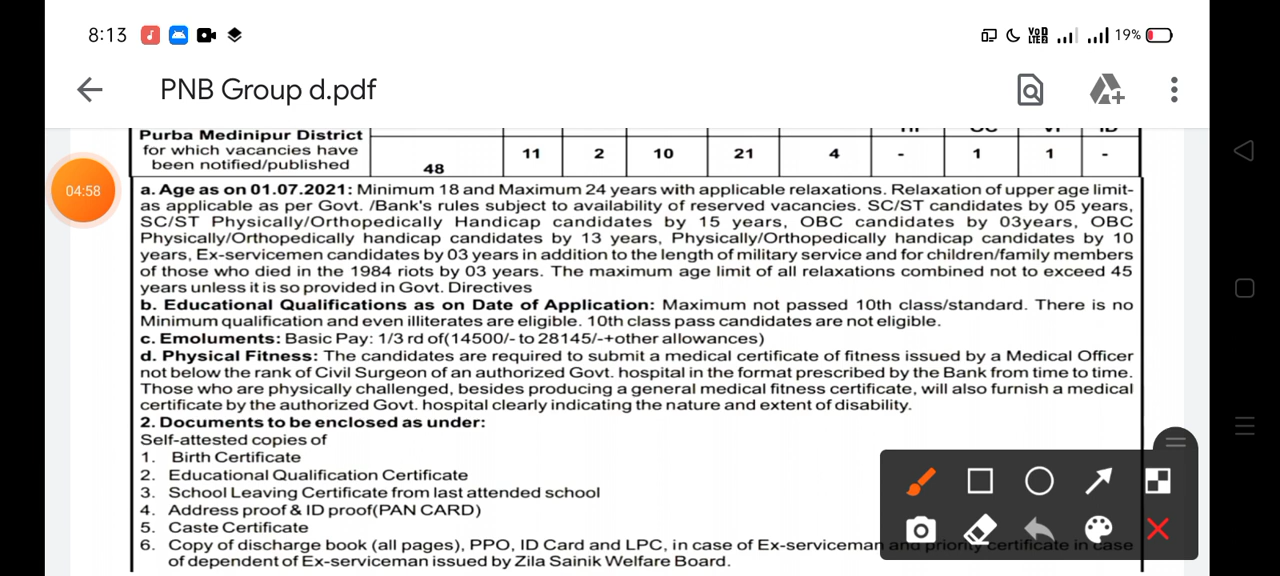 8:13
VoD LTE2 19%
PNB Group d.pdf
04:58
Purba Medinipur District
for which vacancies have
been notified/published
48 11 2 10 21 4 - 1 1 -
a. Age as on 01.07.2021: Minimum 18 and Maximum 24 years with applicable relaxations. Relaxation of upper age limit-
as applicable as per Govt. /Bank's rules subject to availability of reserved vacancies. SC/ST candidates by 05 years,
SC/ST Physically/Orthopedically Handicap candidates by 15 years, OBC candidates by 03years, OBC
Physically/Orthopedically handicap candidates by 13 years, Physically/Orthopedically handicap candidates by 10
years, Ex-servicemen candidates by 03 years in addition to the length of military service and for children/family members
of those who died in the 1984 riots by 03 years. The maximum age limit of all relaxations combined not to exceed 45
years unless it is so provided in Govt. Directives
b. Educational Qualifications as on Date of Application: Maximum not passed 10th class/standard. There is no
Minimum qualification and even illiterates are eligible. 10th class pass candidates are not eligible.
c. Emoluments: Basic Pay: 1/3 rd of(14500/- to 28145/-+other allowances)
d. Physical Fitness: The candidates are required to submit a medical certificate of fitness issued by a Medical Officer
not below the rank of Civil Surgeon of an authorized Govt. hospital in the format prescribed by the Bank from time to time.
Those who are physically challenged, besides producing a general medical fitness certificate, will also furnish a medical
certificate by the authorized Govt. hospital clearly indicating the nature and extent of disability.
2. Documents to be enclosed as under:
Self-attested copies of
1. Birth Certificate
2. Educational Qualification Certificate
3. School Leaving Certificate from last attended school
4. Address proof & ID proof(PAN CARD)
5. Caste Certificate
6. Copy of discharge book (all pages), PPO, ID Card and LPC, in case of Ex-serviceman and priority certificate in case
of dependent of Ex-serviceman issued by Zila Sainik Welfare Board.